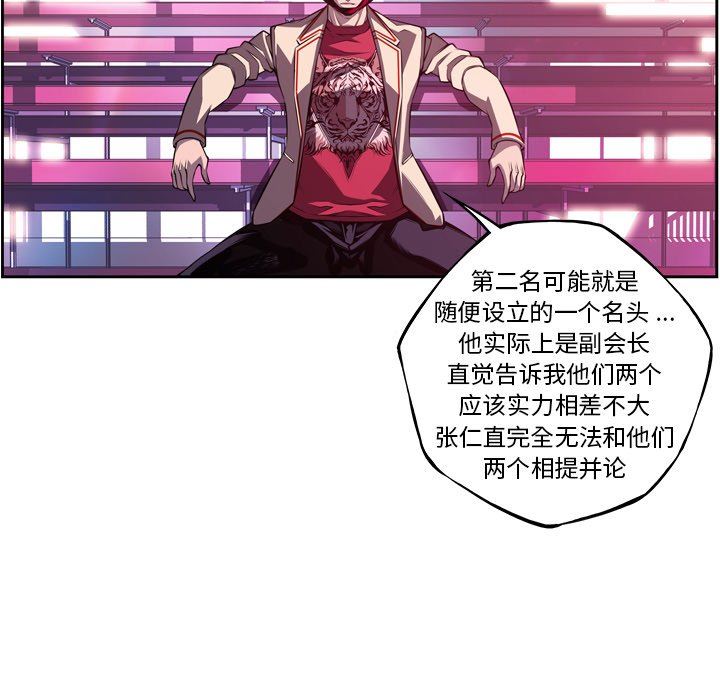 第二名可能就是
随便设立的一个名头 ...
他实际上是副会长
直觉告诉我他们两个
应该实力相差不大
张仁直完全无法和他们
两个相提并论